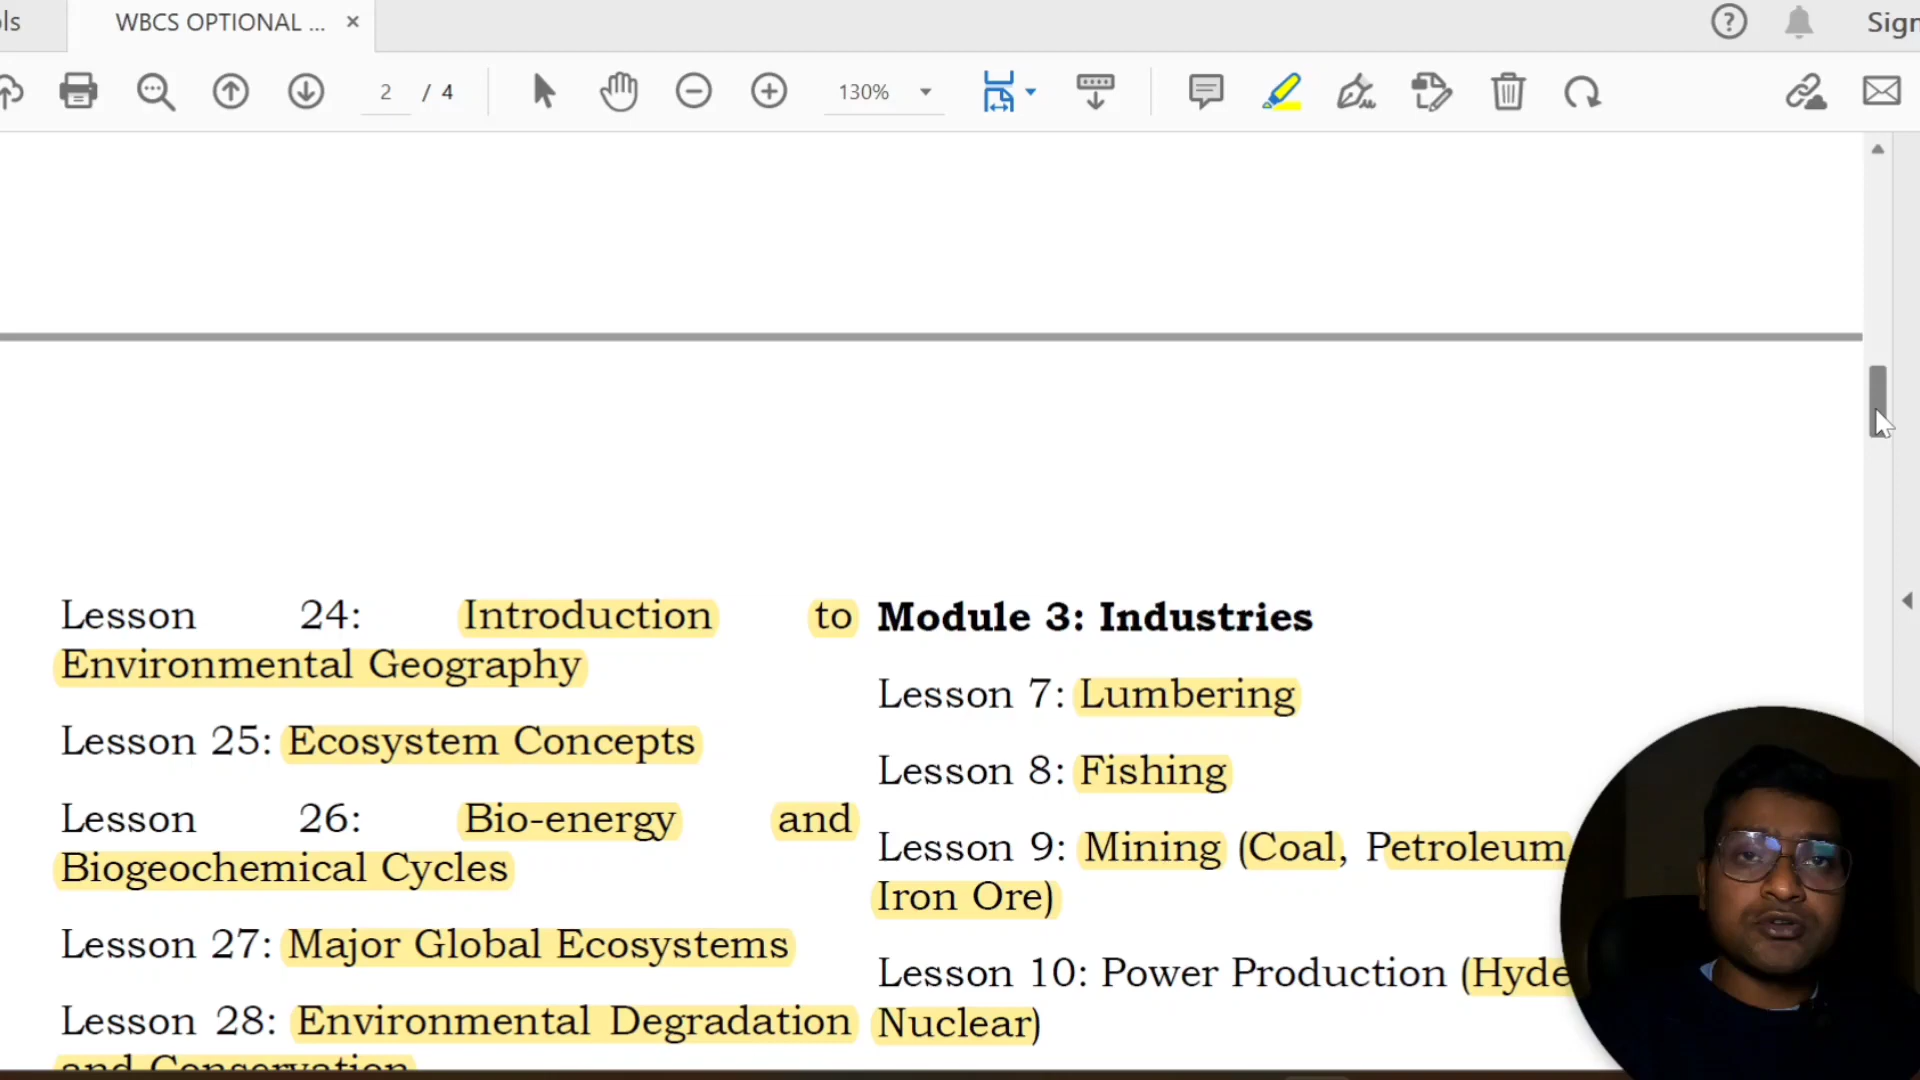 ls
WBCS OPTIONAL ...
Sign
2 / 4
130%
Lesson 24: Introduction to
Environmental Geography
Lesson 25: Ecosystem Concepts
Lesson 26: Bio-energy and
Biogeochemical Cycles
Lesson 27: Major Global Ecosystems
Lesson 28: Environmental Degradation
and Conservation
Module 3: Industries
Lesson 7: Lumbering
Lesson 8: Fishing
Lesson 9: Mining (Coal, Petroleum
Iron Ore)
Lesson 10: Power Production (Hyde
Nuclear)